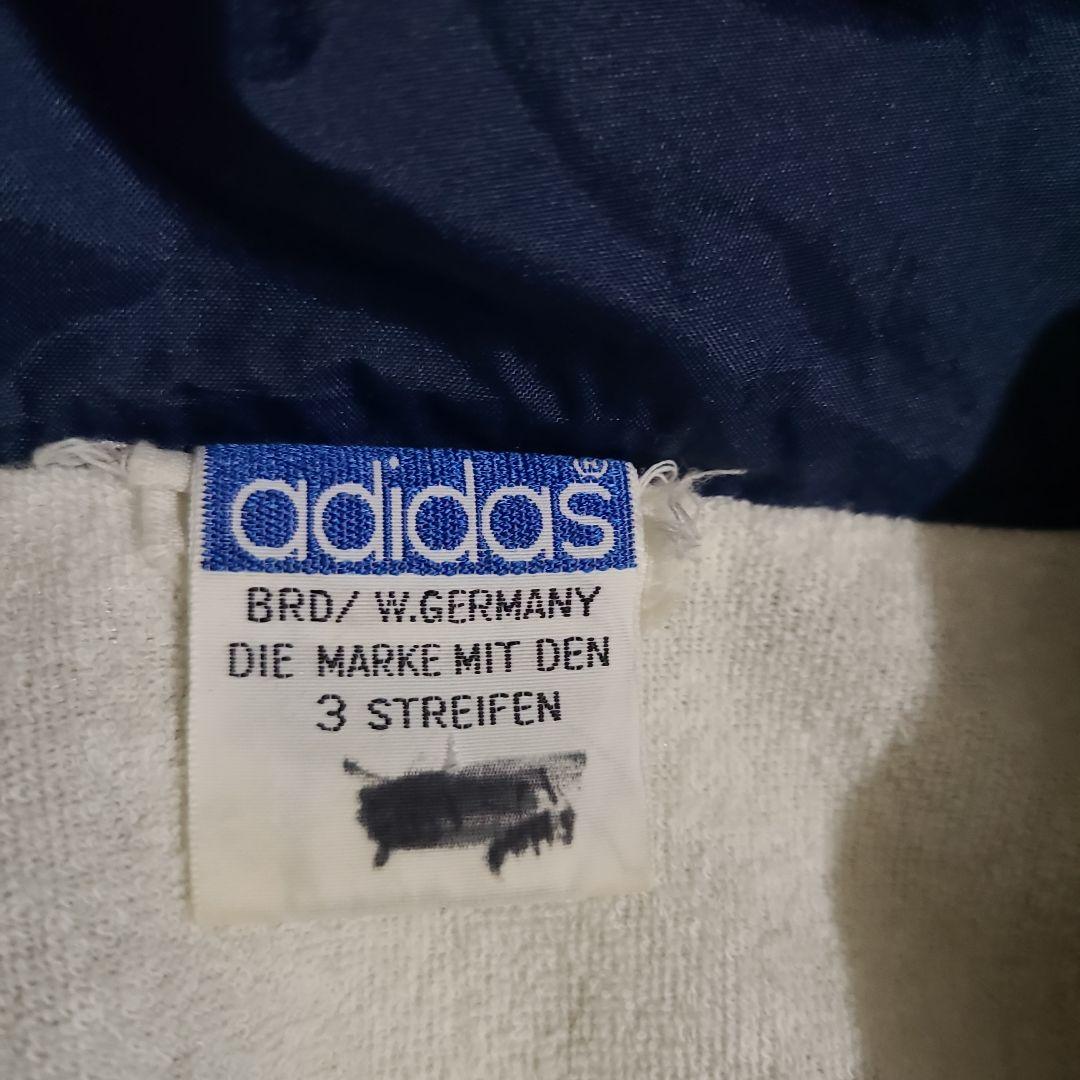 adidas®
BRD/ W.GERMANY
DIE MARKE MIT DEN
3 STREIFEN